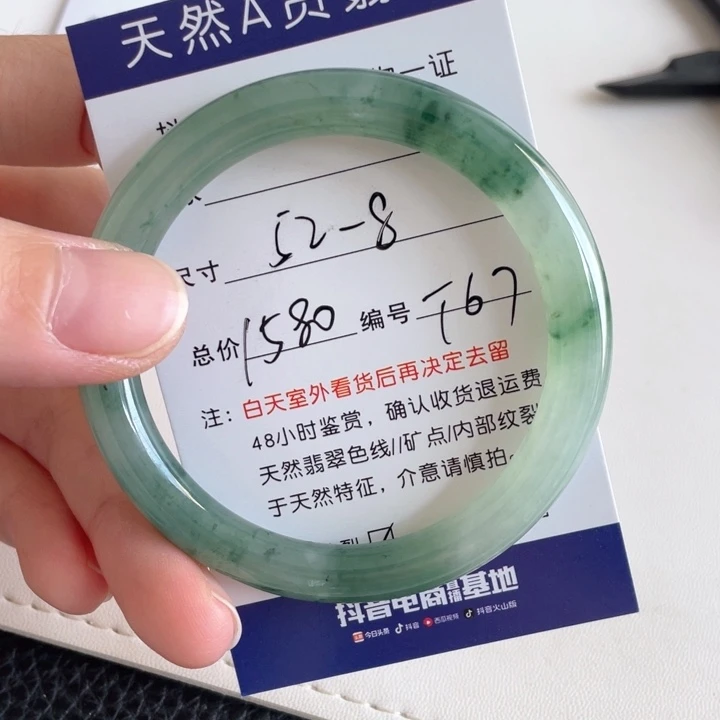 天然A货翡
一证
尺寸 52-8
总价 1580 编号 T67
注：白天室外看货后再决定去留
48小时鉴赏，确认收货退运费
天然翡翠色线//矿点/内部纹裂
于天然特征，介意请慎拍。
裂 ☑
抖音电商直播基地
今日头条 抖音 西瓜视频 抖音火山版